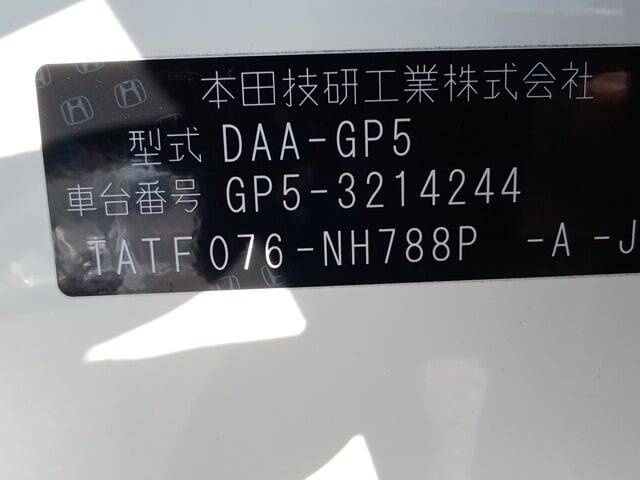 本田技研工業株式会社
型式 DAA-GP5
車台番号 GP5-3214244
TATF076-NH788P -A -J